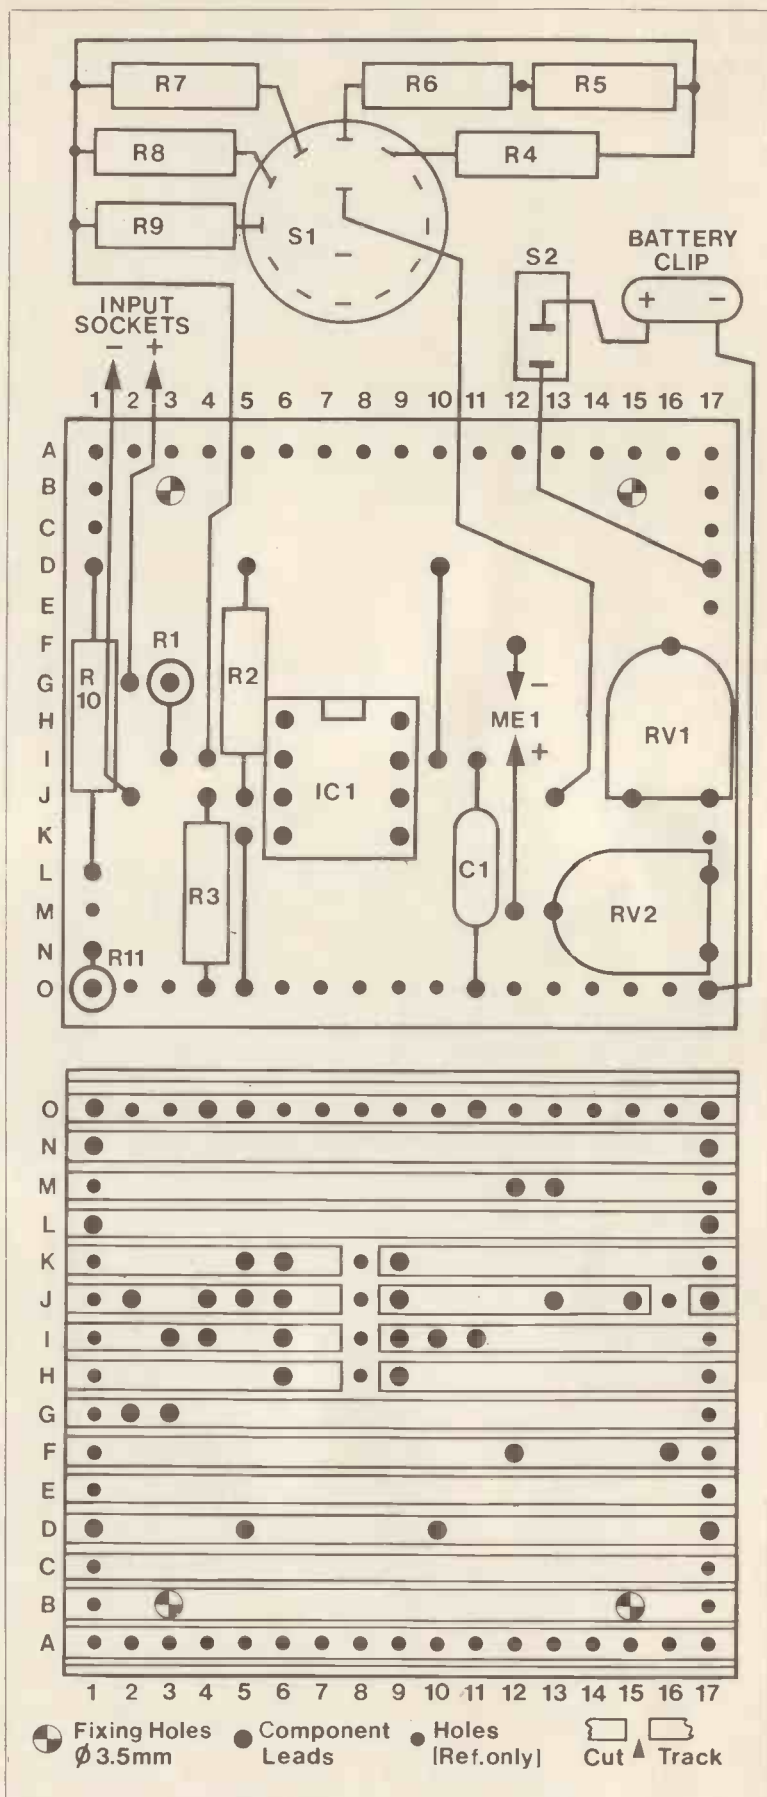 R7
R6
R5
R8
R4
R9
S1
S2
BATTERY
CLIP
+ −
INPUT
SOCKETS
− +
1 2 3 4 5 6 7 8 9 10 11 12 13 14 15 16 17
A
B
C
D
E
F
R1
R
10
R2
G
−
H
ME1
RV1
I
+
J
IC1
K
L
C1
R3
M
RV2
N
R11
O
O
N
M
L
K
J
I
H
G
F
E
D
C
B
A
1 2 3 4 5 6 7 8 9 10 11 12 13 14 15 16 17
Fixing Holes
Ø 3.5mm
Component
Leads
Holes
[Ref.only]
Cut Track